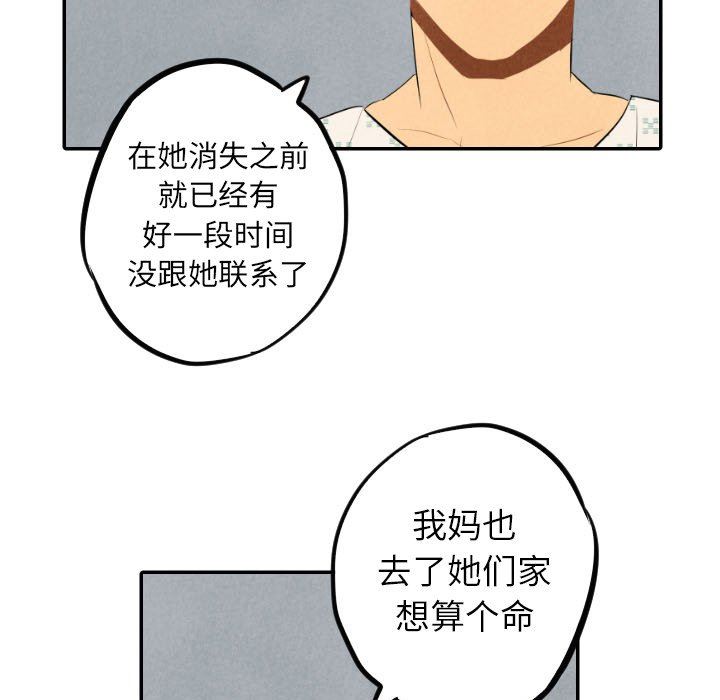 在她消失之前
就已经有
好一段时间
没跟她联系了
我妈也
去了她们家
想算个命